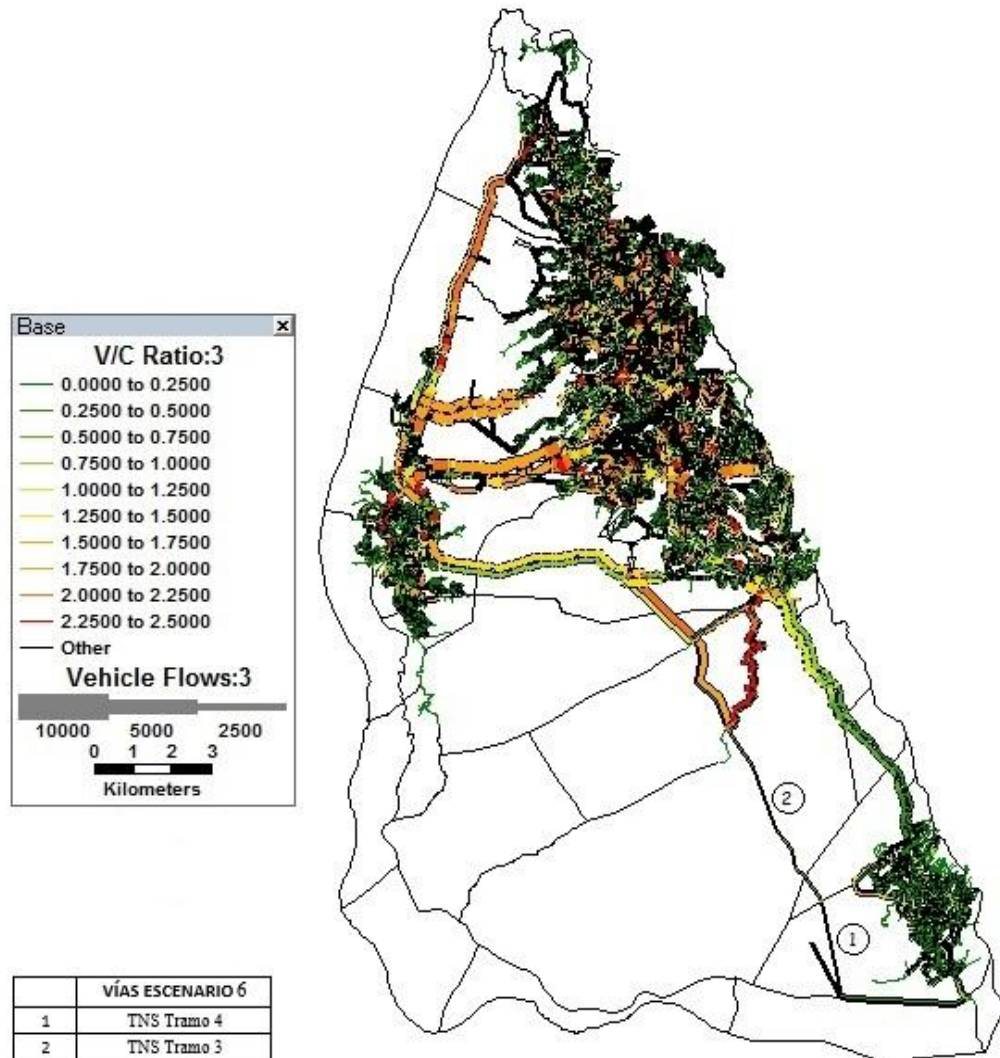 Base
V/C Ratio:3
0.0000 to 0.2500
0.2500 to 0.5000
0.5000 to 0.7500
0.7500 to 1.0000
1.0000 to 1.2500
1.2500 to 1.5000
1.5000 to 1.7500
1.7500 to 2.0000
2.0000 to 2.2500
2.2500 to 2.5000
Other
Vehicle Flows:3
10000 5000 2500
0 1 2 3
Kilometers
2
1
VÍAS ESCENARIO 6
1 TNS Tramo 4
2 TNS Tramo 3